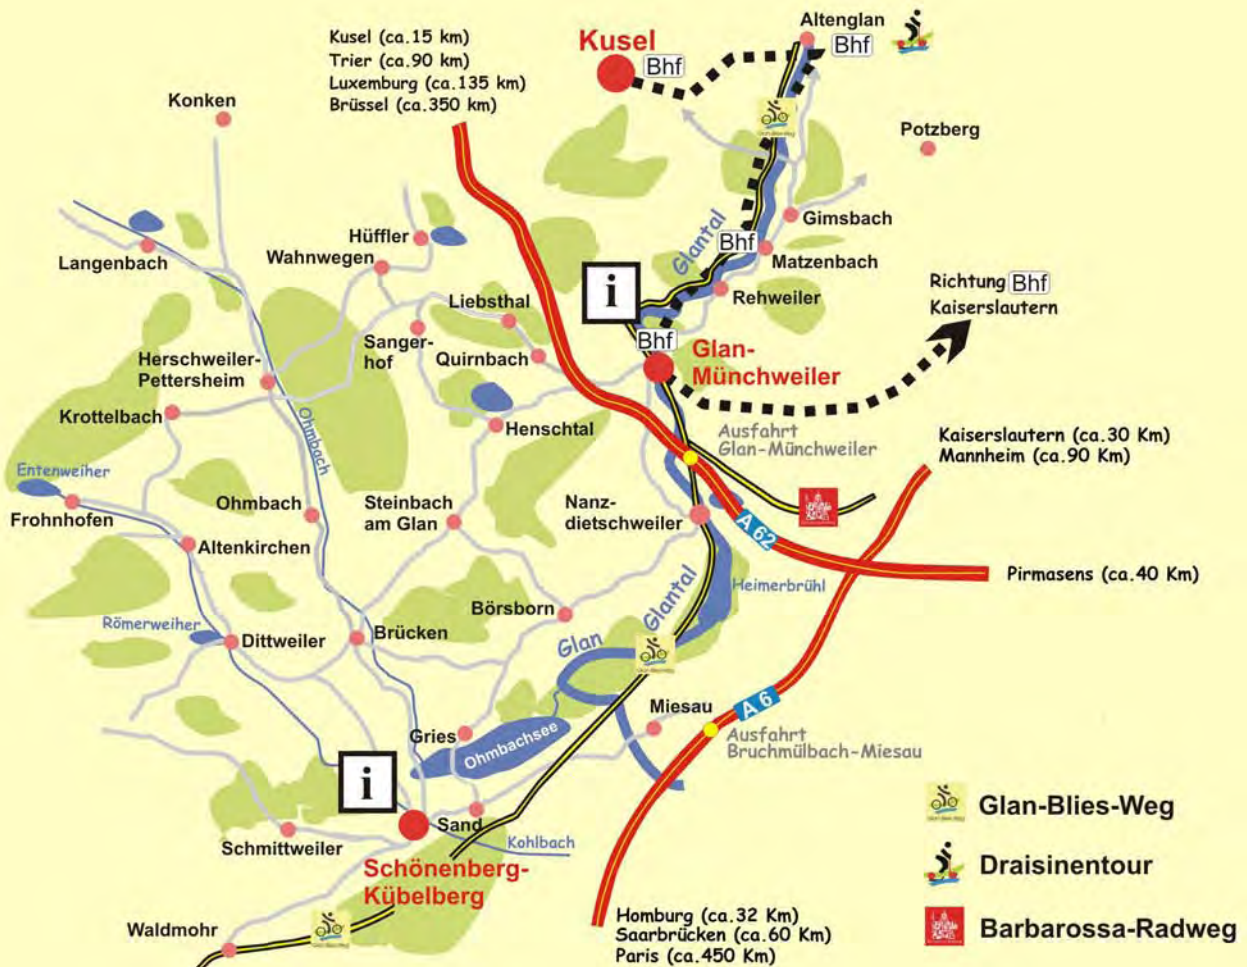 Altenglan
Bhf
Kusel (ca.15 km)
Trier (ca.90 km)
Luxemburg (ca.135 km)
Brüssel (ca.350 km)
Kusel
Bhf
Konken
Potzberg
Gimsbach
Glantal
Hüffler
Wahnwegen
Langenbach
Bhf
Matzenbach
Rehweiler
Richtung Bhf
Kaiserslautern
i
Liebsthal
Sanger-
hof
Quirnbach
Bhf
Glan-
Münchweiler
Herschweiler-
Pettersheim
Krottelbach
Ohmbach
Henschtal
Ausfahrt
Glan-Münchweiler
Kaiserslautern (ca.30 Km)
Mannheim (ca.90 Km)
Entenweiher
Frohnhofen
Ohmbach
Steinbach
am Glan
Nanz-
dietschweiler
A 62
Altenkirchen
Heimerbrühl
Pirmasens (ca.40 Km)
Börsborn
Glantal
Römerweiher
Dittweiler
Brücken
Glan
Miesau
A 6
Gries
Ohmbachsee
Ausfahrt
Bruchmülbach-Miesau
i
Sand
Kohlbach
Schmittweiler
Schönenberg-
Kübelberg
Waldmohr
Homburg (ca.32 Km)
Saarbrücken (ca.60 Km)
Paris (ca.450 Km)
Glan-Blies-Weg
Draisinentour
Barbarossa-Radweg